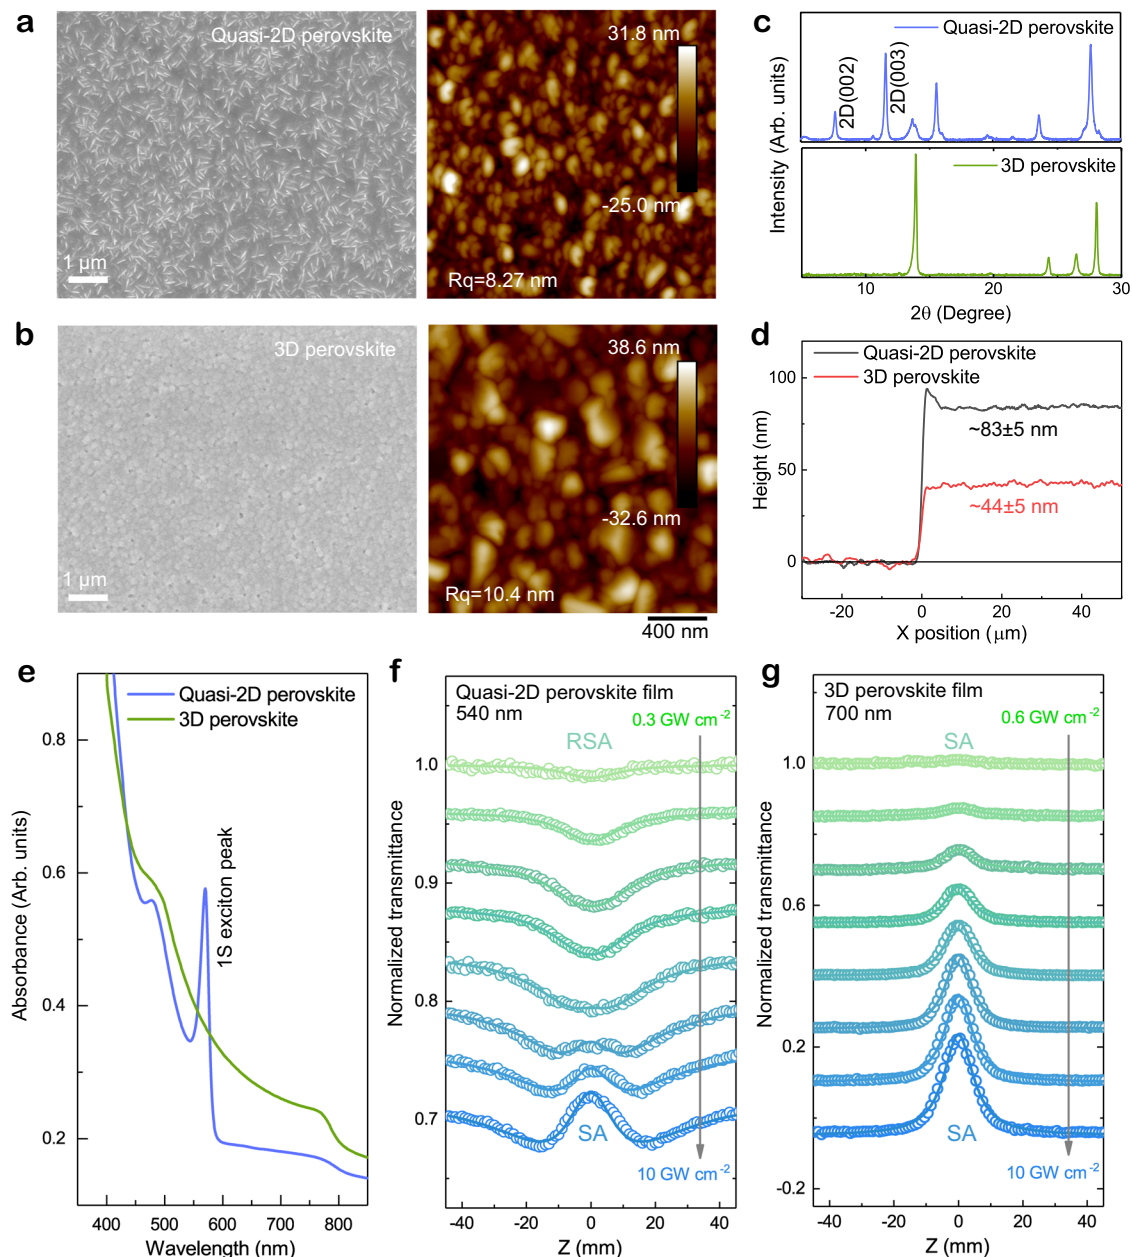 a
Quasi-2D perovskite
1 μm
31.8 nm
-25.0 nm
Rq=8.27 nm
b
3D perovskite
1 μm
38.6 nm
-32.6 nm
Rq=10.4 nm
400 nm
c
Quasi-2D perovskite
2D(002)
2D(003)
3D perovskite
Intensity (Arb. units)
10
20
30
2θ (Degree)
d
Quasi-2D perovskite
3D perovskite
~83±5 nm
~44±5 nm
Height (nm)
100
50
0
-20
0
20
40
X position (μm)
e
Quasi-2D perovskite
3D perovskite
1S exciton peak
Absorbance (Arb. units)
0.8
0.6
0.4
0.2
400
500
600
700
800
Wavelength (nm)
f
Quasi-2D perovskite film
540 nm
0.3 GW cm-2
RSA
SA
10 GW cm-2
Normalized transmittance
1.0
0.9
0.8
0.7
-40
-20
0
20
40
Z (mm)
g
3D perovskite film
700 nm
0.6 GW cm-2
SA
SA
10 GW cm-2
Normalized transmittance
1.0
0.6
0.2
-0.2
-40
-20
0
20
40
Z (mm)